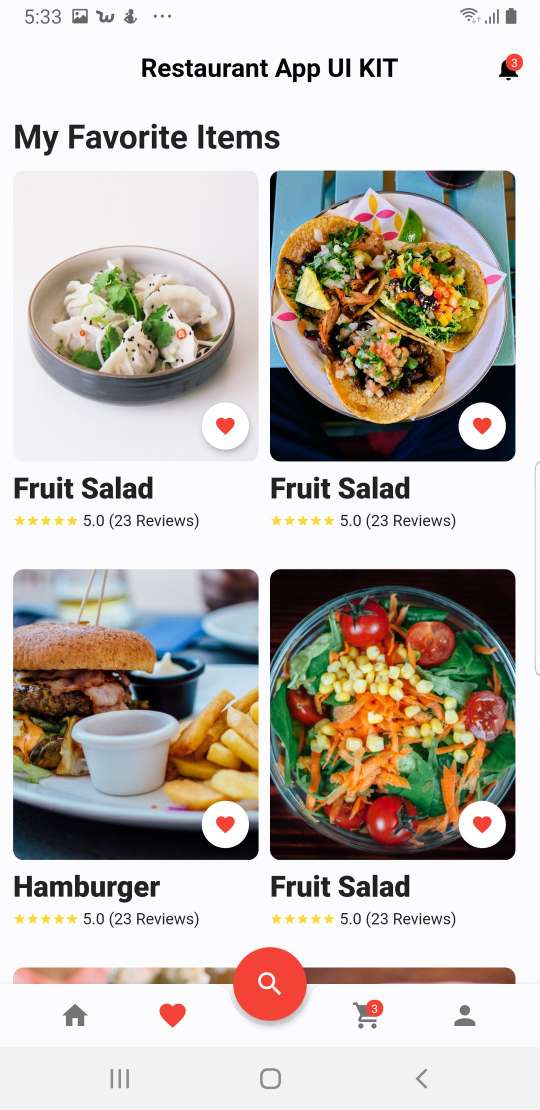 5:33
Restaurant App UI KIT
3
My Favorite Items
Fruit Salad
5.0 (23 Reviews)
Fruit Salad
5.0 (23 Reviews)
Hamburger
5.0 (23 Reviews)
Fruit Salad
5.0 (23 Reviews)
3